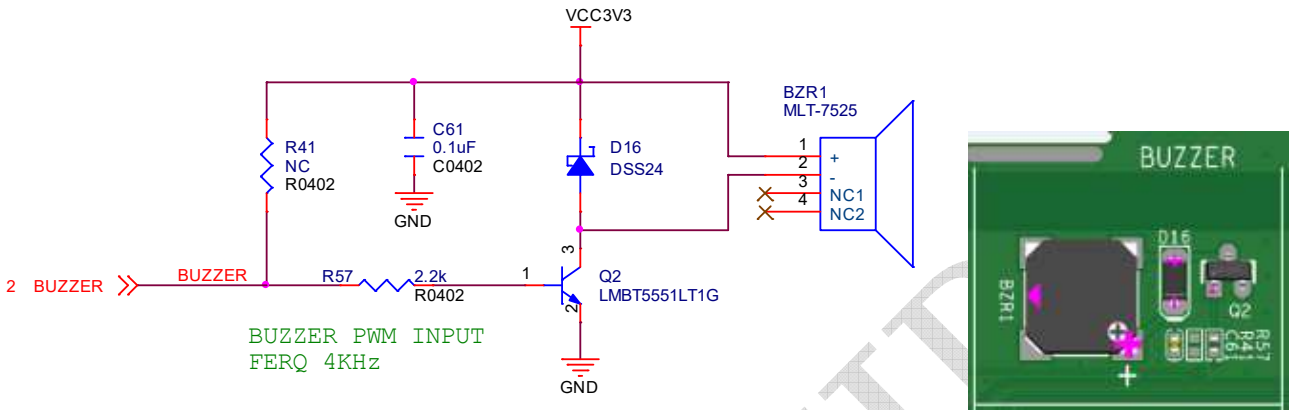 VCC3V3
R41
NC
R0402
C61
0.1uF
C0402
GND
D16
DSS24
BZR1
MLT-7525
1
+
2
-
3
NC1
4
NC2
2 BUZZER
BUZZER
R57
2.2k
R0402
1
3
2
Q2
LMBT5551LT1G
GND
BUZZER PWM INPUT
FERQ 4KHz
BUZZER
D16
BZR1
Q2
+
C61
R41
R57